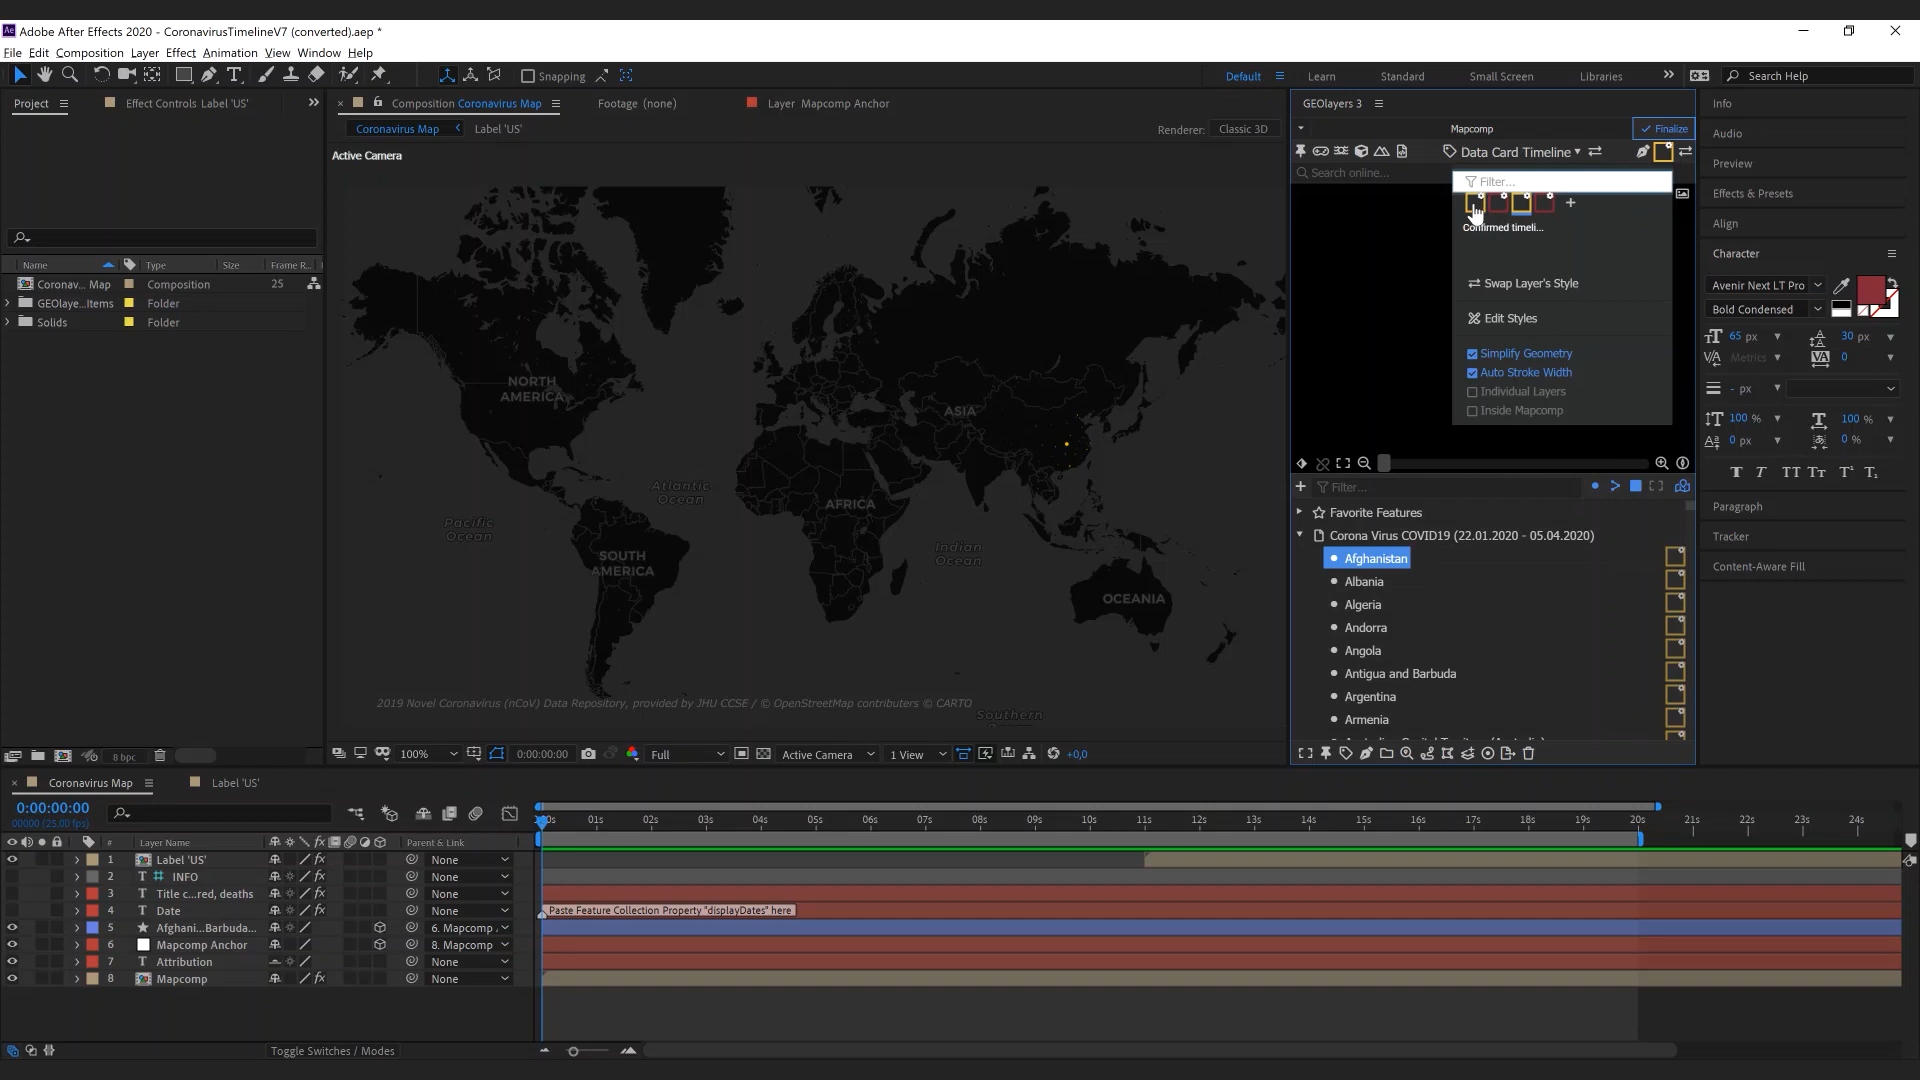 Adobe After Effects 2020 - CoronavirusTimelineV7 (converted).aep *
File Edit Composition Layer Effect Animation View Window Help
Snapping
Default Learn Standard Small Screen Libraries Search Help
Project Effect Controls Label 'US'
Composition Coronavirus Map Footage (none) Layer Mapcomp Anchor
Coronavirus Map Label 'US' Renderer: Classic 3D
Active Camera
GEOlayers 3
Mapcomp Finalize
Data Card Timeline
Search online...
Filter...
Confirmed timeli...
Swap Layer's Style
Edit Styles
Simplify Geometry
Auto Stroke Width
Individual Layers
Inside Mapcomp
Name Type Size Frame R...
Coronav... Map Composition 25
GEOlaye...Items Folder
Solids Folder
NORTH
AMERICA
ASIA
Atlantic
Ocean
AFRICA
Pacific
Ocean
SOUTH
AMERICA
Indian
Ocean
OCEANIA
2019 Novel Coronavirus (nCoV) Data Repository, provided by JHU CCSE / © OpenStreetMap contributers © CARTO
Southern
Filter...
Favorite Features
Corona Virus COVID19 (22.01.2020 - 05.04.2020)
Afghanistan
Albania
Algeria
Andorra
Angola
Antigua and Barbuda
Argentina
Armenia
Info
Audio
Preview
Effects & Presets
Align
Character
Avenir Next LT Pro
Bold Condensed
65 px 30 px
Metrics 0
- px
100 % 100 %
0 px 0 %
T T TT Tт T¹ T₁
Paragraph
Tracker
Content-Aware Fill
8 bpc
100% 0:00:00:00 Full Active Camera 1 View +0,0
Coronavirus Map Label 'US'
0:00:00:00
00000 (25.00 fps)
01s 02s 03s 04s 05s 06s 07s 08s 09s 10s 11s 12s 13s 14s 15s 16s 17s 18s 19s 20s 21s 22s 23s 24s
# Layer Name Parent & Link
1 Label 'US' None
2 INFO None
3 Title c...red, deaths None
4 Date None Paste Feature Collection Property "displayDates" here
5 Afghani...Barbuda... 6. Mapcomp
6 Mapcomp Anchor 8. Mapcomp
7 Attribution None
8 Mapcomp None
Toggle Switches / Modes